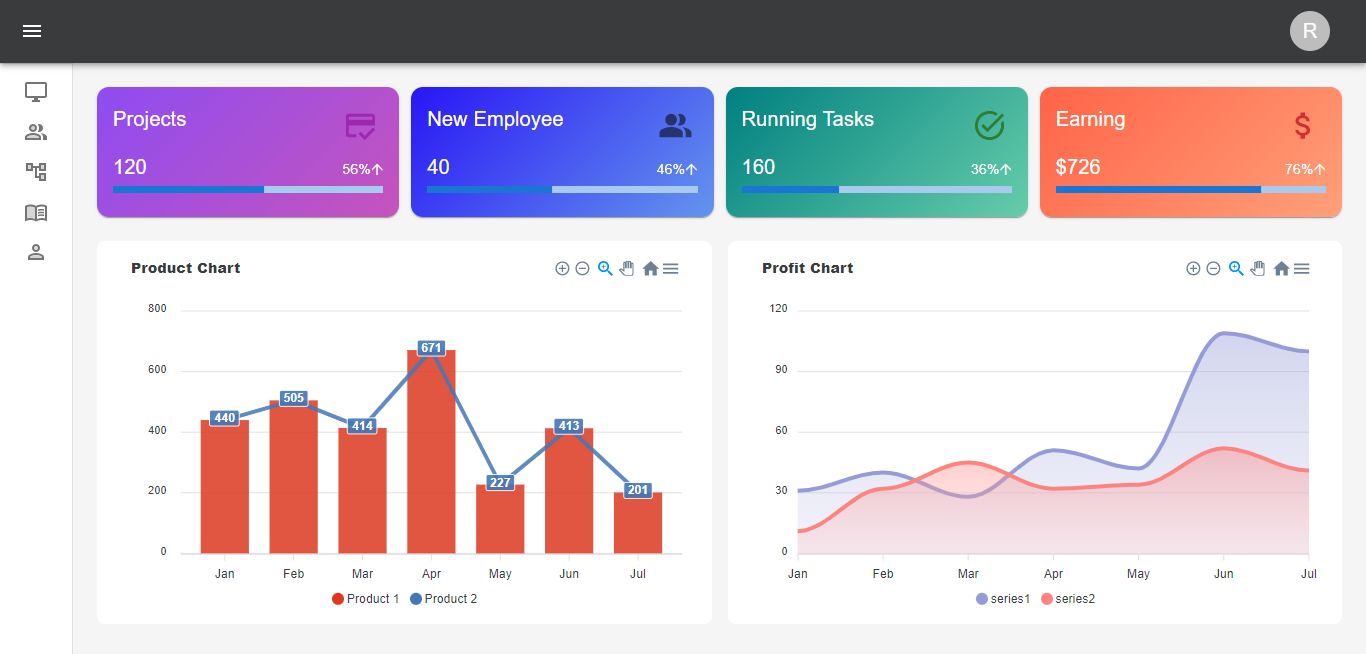 R
Projects
120 56%↑
New Employee
40 46%↑
Running Tasks
160 36%↑
Earning
$726 76%↑
Product Chart
800
600
400
200
0
440
505
414
671
227
413
201
Jan Feb Mar Apr May Jun Jul
Product 1 Product 2
Profit Chart
120
90
60
30
0
Jan Feb Mar Apr May Jun Jul
series1 series2